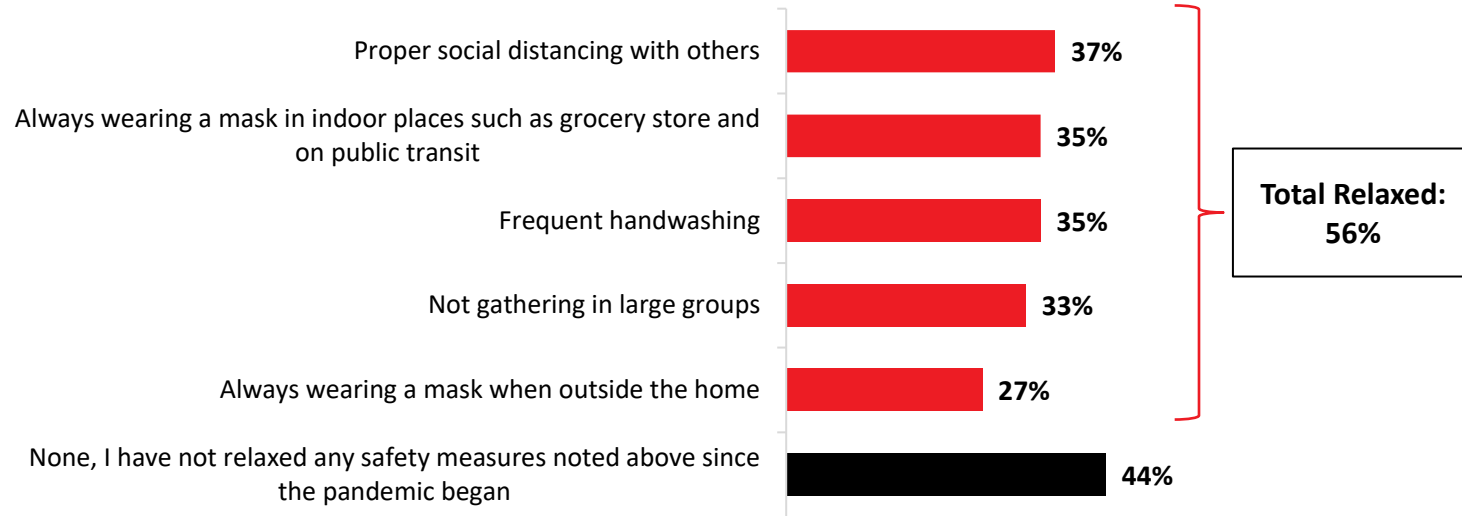 Proper social distancing with others
37%
Always wearing a mask in indoor places such as grocery store and
on public transit
35%
Frequent handwashing
35%
Not gathering in large groups
33%
Always wearing a mask when outside the home
27%
None, I have not relaxed any safety measures noted above since
the pandemic began
44%
Total Relaxed:
56%